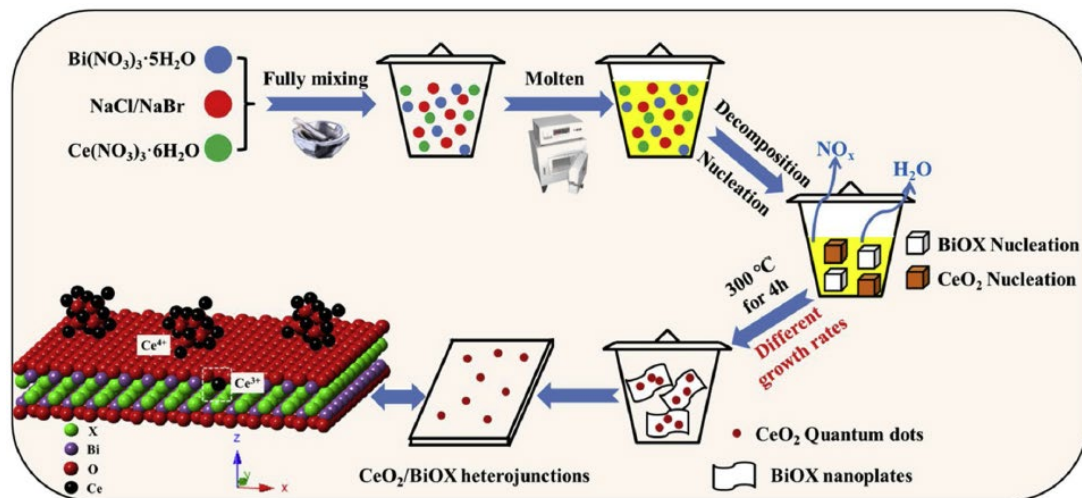 Bi(NO₃)₃·5H₂O
NaCl/NaBr
Ce(NO₃)₃·6H₂O
Fully mixing
Molten
Decomposition
Nucleation
NOₓ
H₂O
BiOX Nucleation
CeO₂ Nucleation
300 °C
for 4h
Different
growth rates
Ce⁴⁺
Ce³⁺
X
Bi
O
Ce
z
y
x
CeO₂/BiOX heterojunctions
CeO₂ Quantum dots
BiOX nanoplates